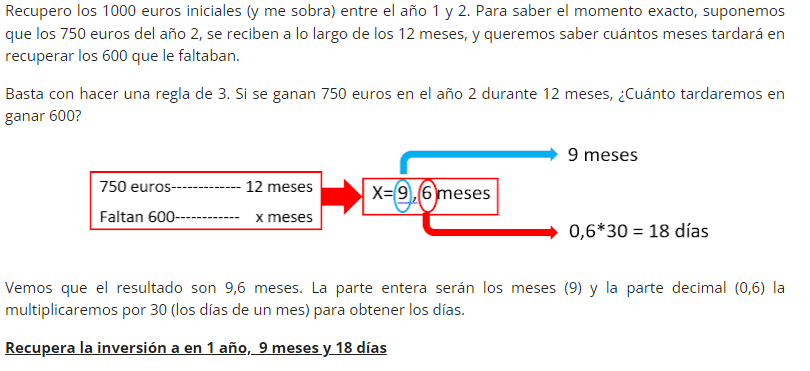 Recupero los 1000 euros iniciales (y me sobra) entre el año 1 y 2. Para saber el momento exacto, suponemos
que los 750 euros del año 2, se reciben a lo largo de los 12 meses, y queremos saber cuántos meses tardará en
recuperar los 600 que le faltaban.
Basta con hacer una regla de 3. Si se ganan 750 euros en el año 2 durante 12 meses, ¿Cuánto tardaremos en
ganar 600?
9 meses
750 euros------------- 12 meses
X=9,6 meses
Faltan 600------------ x meses
0,6*30 = 18 días
Vemos que el resultado son 9,6 meses. La parte entera serán los meses (9) y la parte decimal (0,6) la
multiplicaremos por 30 (los días de un mes) para obtener los días.
Recupera la inversión a en 1 año, 9 meses y 18 días